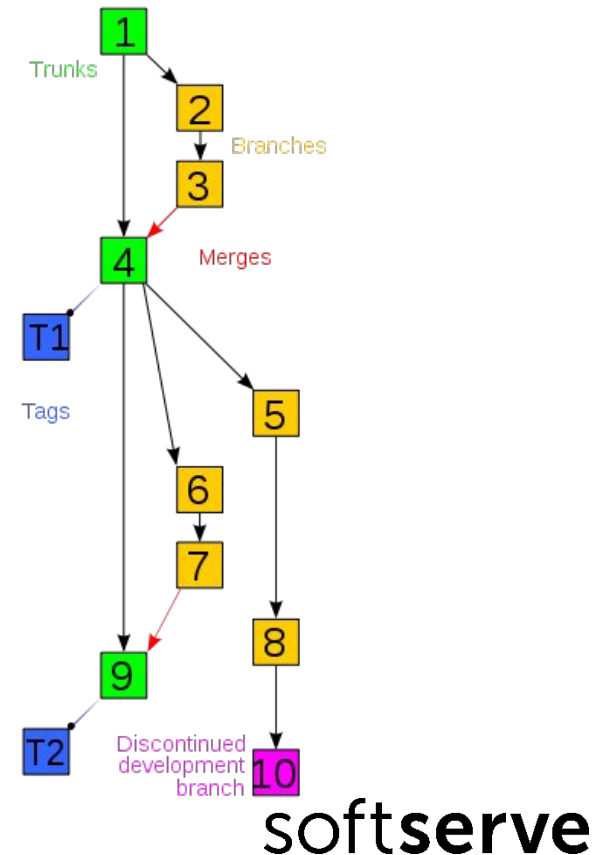 1
Trunks
2
Branches
3
4
Merges
T1
Tags
5
6
7
8
9
T2
Discontinued
development
branch
10
softserve